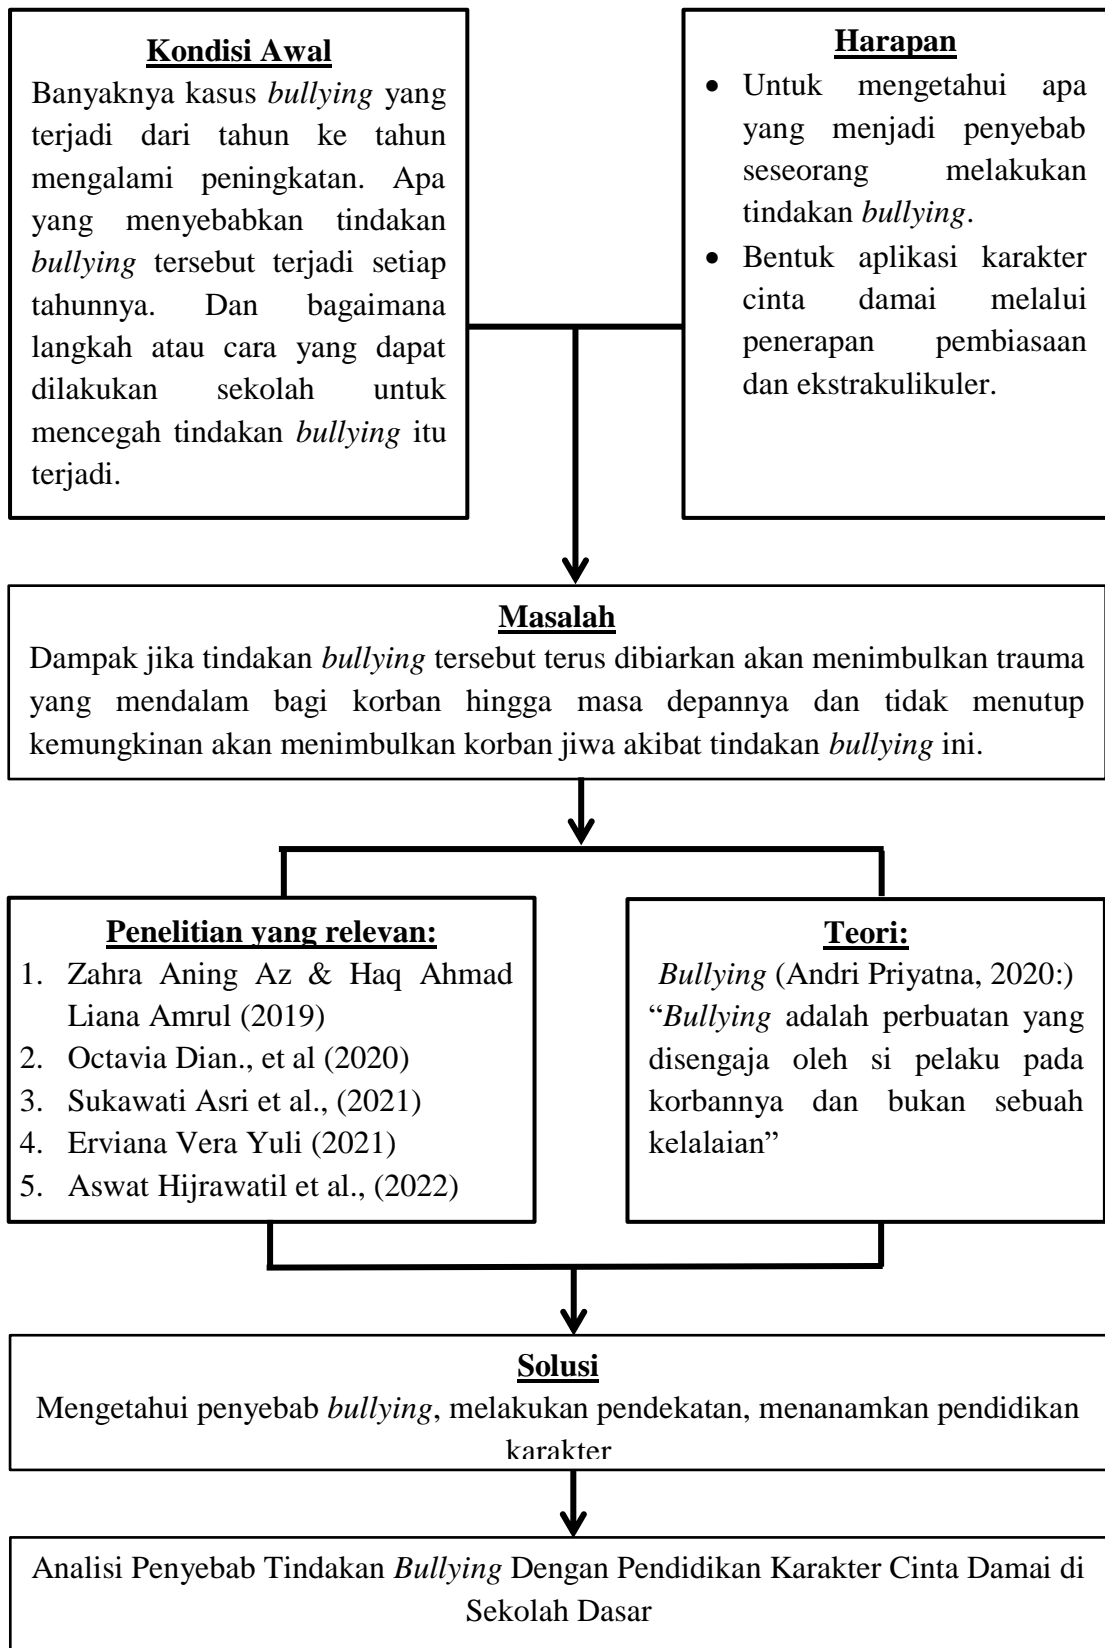 Kondisi Awal
Banyaknya kasus bullying yang
terjadi dari tahun ke tahun
mengalami peningkatan. Apa
yang menyebabkan tindakan
bullying tersebut terjadi setiap
tahunnya. Dan bagaimana
langkah atau cara yang dapat
dilakukan sekolah untuk
mencegah tindakan bullying itu
terjadi.
Harapan
• Untuk mengetahui apa
yang menjadi penyebab
seseorang melakukan
tindakan bullying.
• Bentuk aplikasi karakter
cinta damai melalui
penerapan pembiasaan
dan ekstrakulikuler.
Masalah
Dampak jika tindakan bullying tersebut terus dibiarkan akan menimbulkan trauma
yang mendalam bagi korban hingga masa depannya dan tidak menutup
kemungkinan akan menimbulkan korban jiwa akibat tindakan bullying ini.
Penelitian yang relevan:
1. Zahra Aning Az & Haq Ahmad
Liana Amrul (2019)
2. Octavia Dian., et al (2020)
3. Sukawati Asri et al., (2021)
4. Erviana Vera Yuli (2021)
5. Aswat Hijrawatil et al., (2022)
Teori:
Bullying (Andri Priyatna, 2020:)
“Bullying adalah perbuatan yang
disengaja oleh si pelaku pada
korbannya dan bukan sebuah
kelalaian”
Solusi
Mengetahui penyebab bullying, melakukan pendekatan, menanamkan pendidikan
karakter
Analisi Penyebab Tindakan Bullying Dengan Pendidikan Karakter Cinta Damai di
Sekolah Dasar